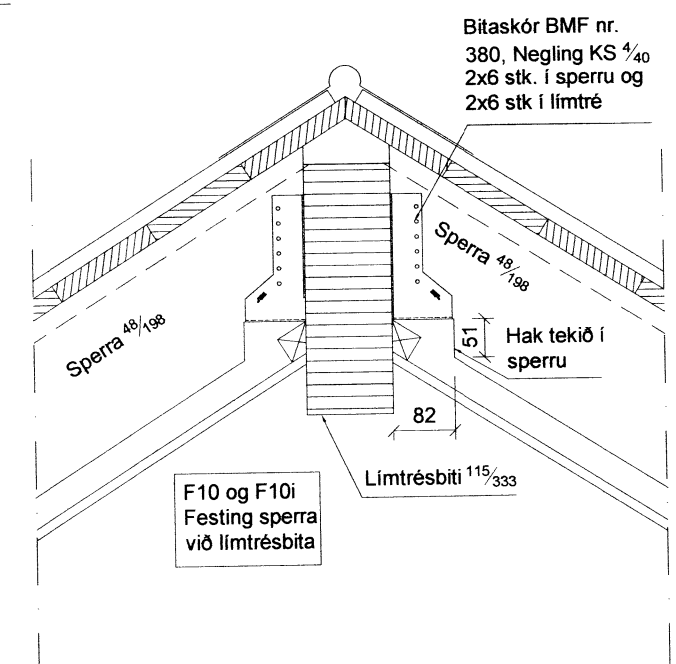 Bitaskór BMF nr.
380, Negling KS 4/40
2x6 stk. í sperru og
2x6 stk í límtré
Sperra 48/198
Sperra 48/198
51
Hak tekið í
sperru
82
Límtrésbiti 115/333
F10 og F10i
Festing sperra
við límtrésbita